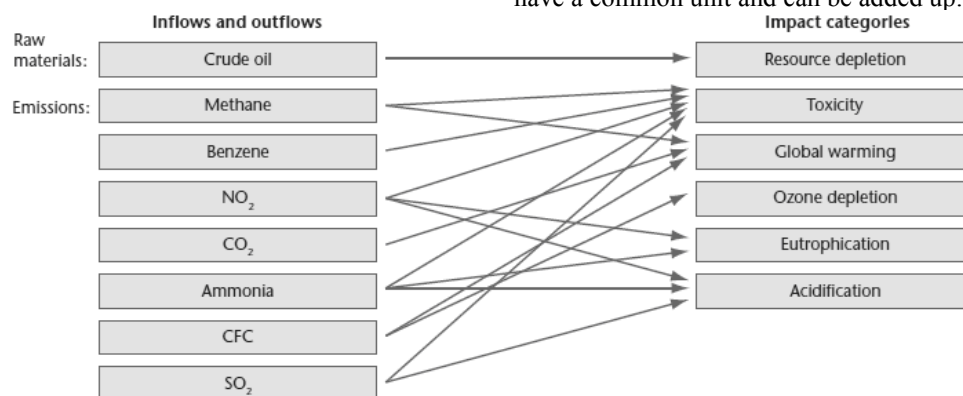 have a common unit and can be added up.
Inflows and outflows
Impact categories
Raw
materials:
Crude oil
Resource depletion
Emissions:
Methane
Toxicity
Benzene
Global warming
NO₂
Ozone depletion
CO₂
Eutrophication
Ammonia
Acidification
CFC
SO₂